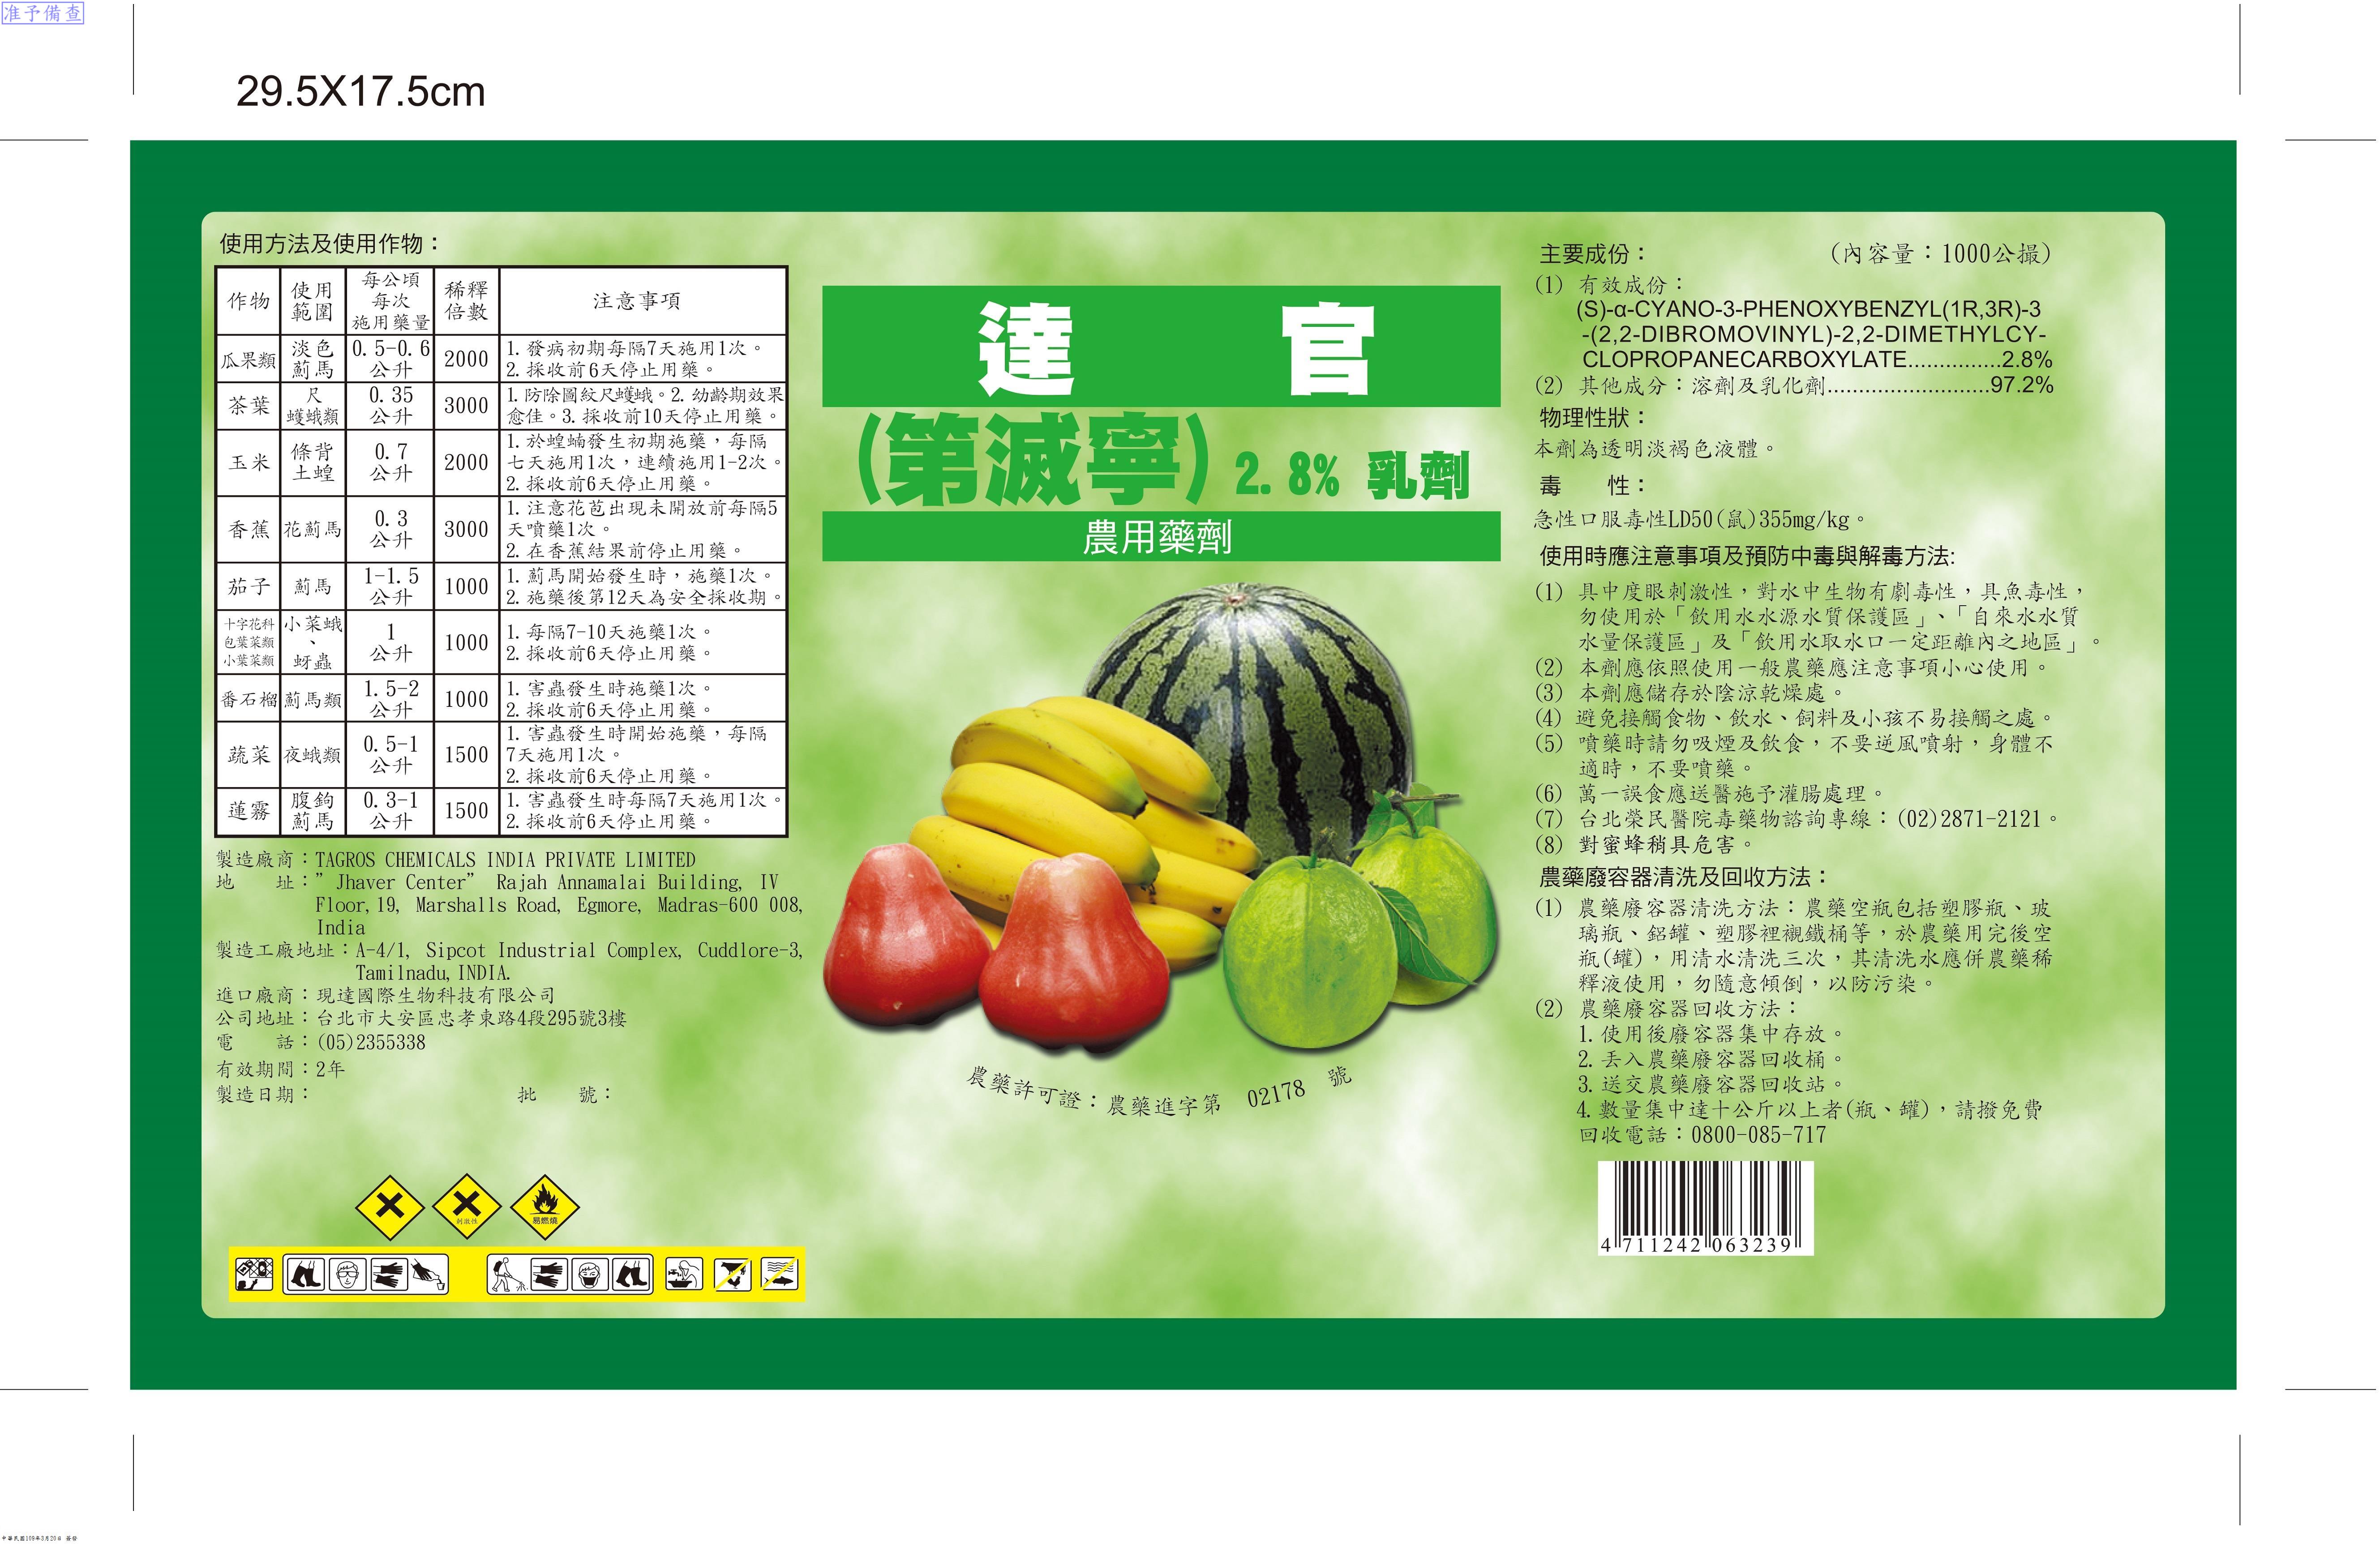 准予備查
29.5X17.5cm
使用方法及使用作物：
作物 使用範圍 每公頃每次施用藥量 稀釋倍數 注意事項
瓜果類 淡色薊馬 0.5-0.6公升 2000 1.發病初期每隔7天施用1次。
2.採收前6天停止用藥。
茶葉 尺蠖蛾類 0.35公升 3000 1.防除圖紋尺蠖蛾。2.幼齡期效果
愈佳。3.採收前10天停止用藥。
玉米 條背土蝗 0.7公升 2000 1.於蝗蝻發生初期施藥，每隔
七天施用1次，連續施用1-2次。
2.採收前6天停止用藥。
香蕉 花薊馬 0.3公升 3000 1.注意花苞出現未開放前每隔5
天噴藥1次。
2.在香蕉結果前停止用藥。
茄子 薊馬 1-1.5公升 1000 1.薊馬開始發生時，施藥1次。
2.施藥後第12天為安全採收期。
十字花科包葉菜類小葉菜類 小菜蛾、蚜蟲 1公升 1000 1.每隔7-10天施藥1次。
2.採收前6天停止用藥。
番石榴 薊馬類 1.5-2公升 1000 1.害蟲發生時施藥1次。
2.採收前6天停止用藥。
蔬菜 夜蛾類 0.5-1公升 1500 1.害蟲發生時開始施藥，每隔
7天施用1次。
2.採收前6天停止用藥。
蓮霧 腹鉤薊馬 0.3-1公升 1500 1.害蟲發生時每隔7天施用1次。
2.採收前6天停止用藥。
製造廠商：TAGROS CHEMICALS INDIA PRIVATE LIMITED
地　　址：”Jhaver Center” Rajah Annamalai Building, IV
Floor,19, Marshalls Road, Egmore, Madras-600 008,
India
製造工廠地址：A-4/1, Sipcot Industrial Complex, Cuddlore-3,
Tamilnadu,INDIA.
進口廠商：現達國際生物科技有限公司
公司地址：台北市大安區忠孝東路4段295號3樓
電　　話：(05)2355338
有效期間：2年
製造日期：　　　批　　號：
刺激性
易燃燒
達　官
(第滅寧) 2.8% 乳劑
農用藥劑
農藥許可證：農藥進字第 02178 號
主要成份：　　　(內容量：1000公撮)
(1) 有效成份：
(S)-α-CYANO-3-PHENOXYBENZYL(1R,3R)-3
-(2,2-DIBROMOVINYL)-2,2-DIMETHYLCY-
CLOPROPANECARBOXYLATE...............2.8%
(2) 其他成分：溶劑及乳化劑..........................97.2%
物理性狀：
本劑為透明淡褐色液體。
毒　　性：
急性口服毒性LD50(鼠)355mg/kg。
使用時應注意事項及預防中毒與解毒方法:
(1) 具中度眼刺激性，對水中生物有劇毒性，具魚毒性，
勿使用於「飲用水水源水質保護區」、「自來水水質
水量保護區」及「飲用水取水口一定距離內之地區」。
(2) 本劑應依照使用一般農藥應注意事項小心使用。
(3) 本劑應儲存於陰涼乾燥處。
(4) 避免接觸食物、飲水、飼料及小孩不易接觸之處。
(5) 噴藥時請勿吸煙及飲食，不要逆風噴射，身體不
適時，不要噴藥。
(6) 萬一誤食應送醫施予灌腸處理。
(7) 台北榮民醫院毒藥物諮詢專線：(02)2871-2121。
(8) 對蜜蜂稍具危害。
農藥廢容器清洗及回收方法：
(1) 農藥廢容器清洗方法：農藥空瓶包括塑膠瓶、玻
璃瓶、鋁罐、塑膠裡襯鐵桶等，於農藥用完後空
瓶(罐)，用清水清洗三次，其清洗水應併農藥稀
釋液使用，勿隨意傾倒，以防污染。
(2) 農藥廢容器回收方法：
1.使用後廢容器集中存放。
2.丟入農藥廢容器回收桶。
3.送交農藥廢容器回收站。
4.數量集中達十公斤以上者(瓶、罐)，請撥免費
回收電話：0800-085-717
4 711242 063239
中華民國109年3月20日 簽發